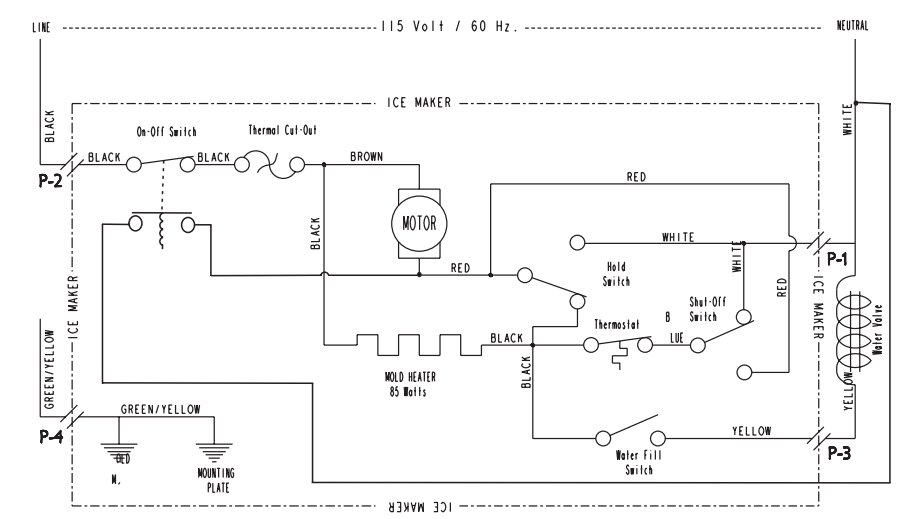 LINE 115 Volt / 60 Hz. NEUTRAL
ICE MAKER
BLACK
WHITE
On-Off Switch
Thermal Cut-Out
BLACK
BLACK
BROWN
P-2
RED
MOTOR
BLACK
WHITE
WHITE
P-1
RED
Hold
Switch
RED
ICE MAKER
ICE MAKER
Shut-Off
Switch
Thermostat
B
LUE
BLACK
Water Valve
GREEN/YELLOW
MOLD HEATER
85 Watts
BLACK
YELLOW
GREEN/YELLOW
P-4
YELLOW
P-3
Water Fill
Switch
DED
N.
MOUNTING
PLATE
ICE MAKER